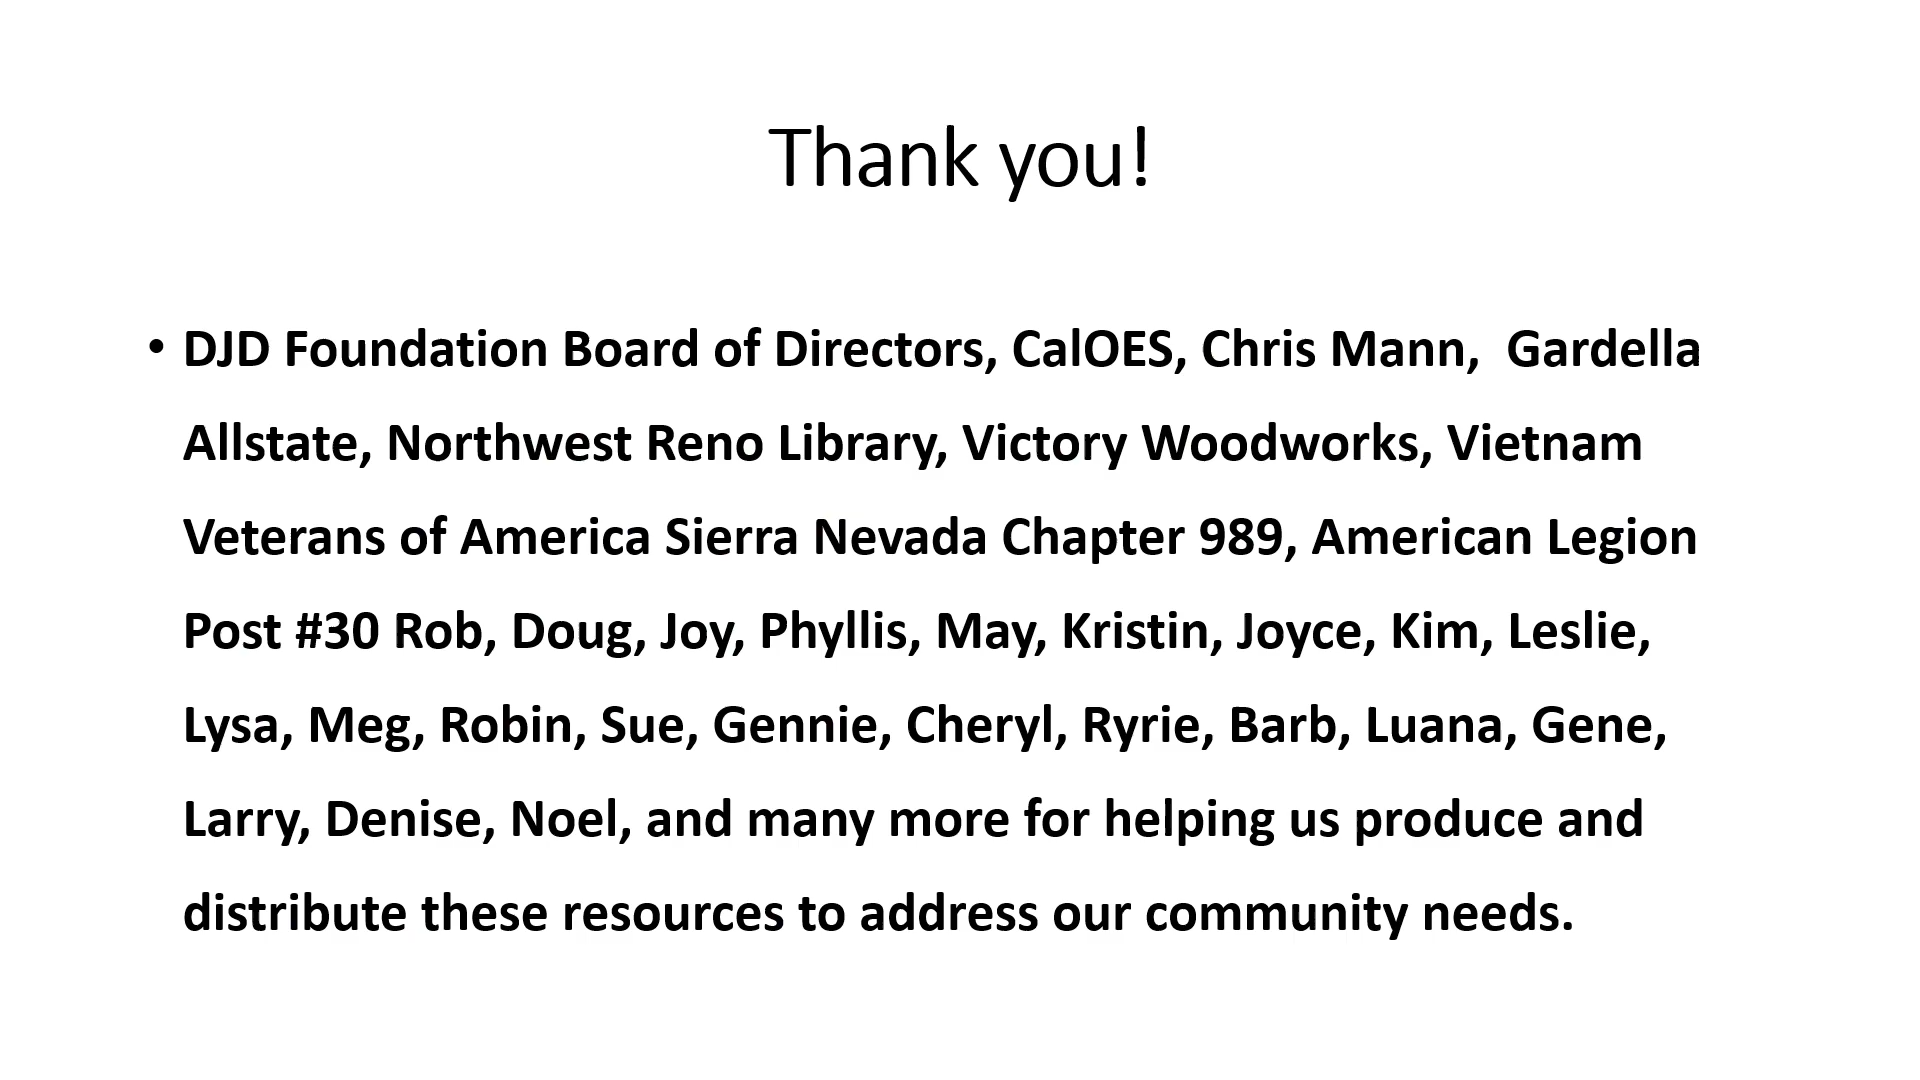 Thank you!
• DJD Foundation Board of Directors, CalOES, Chris Mann,  Gardella
Allstate, Northwest Reno Library, Victory Woodworks, Vietnam
Veterans of America Sierra Nevada Chapter 989, American Legion
Post #30 Rob, Doug, Joy, Phyllis, May, Kristin, Joyce, Kim, Leslie,
Lysa, Meg, Robin, Sue, Gennie, Cheryl, Ryrie, Barb, Luana, Gene,
Larry, Denise, Noel, and many more for helping us produce and
distribute these resources to address our community needs.